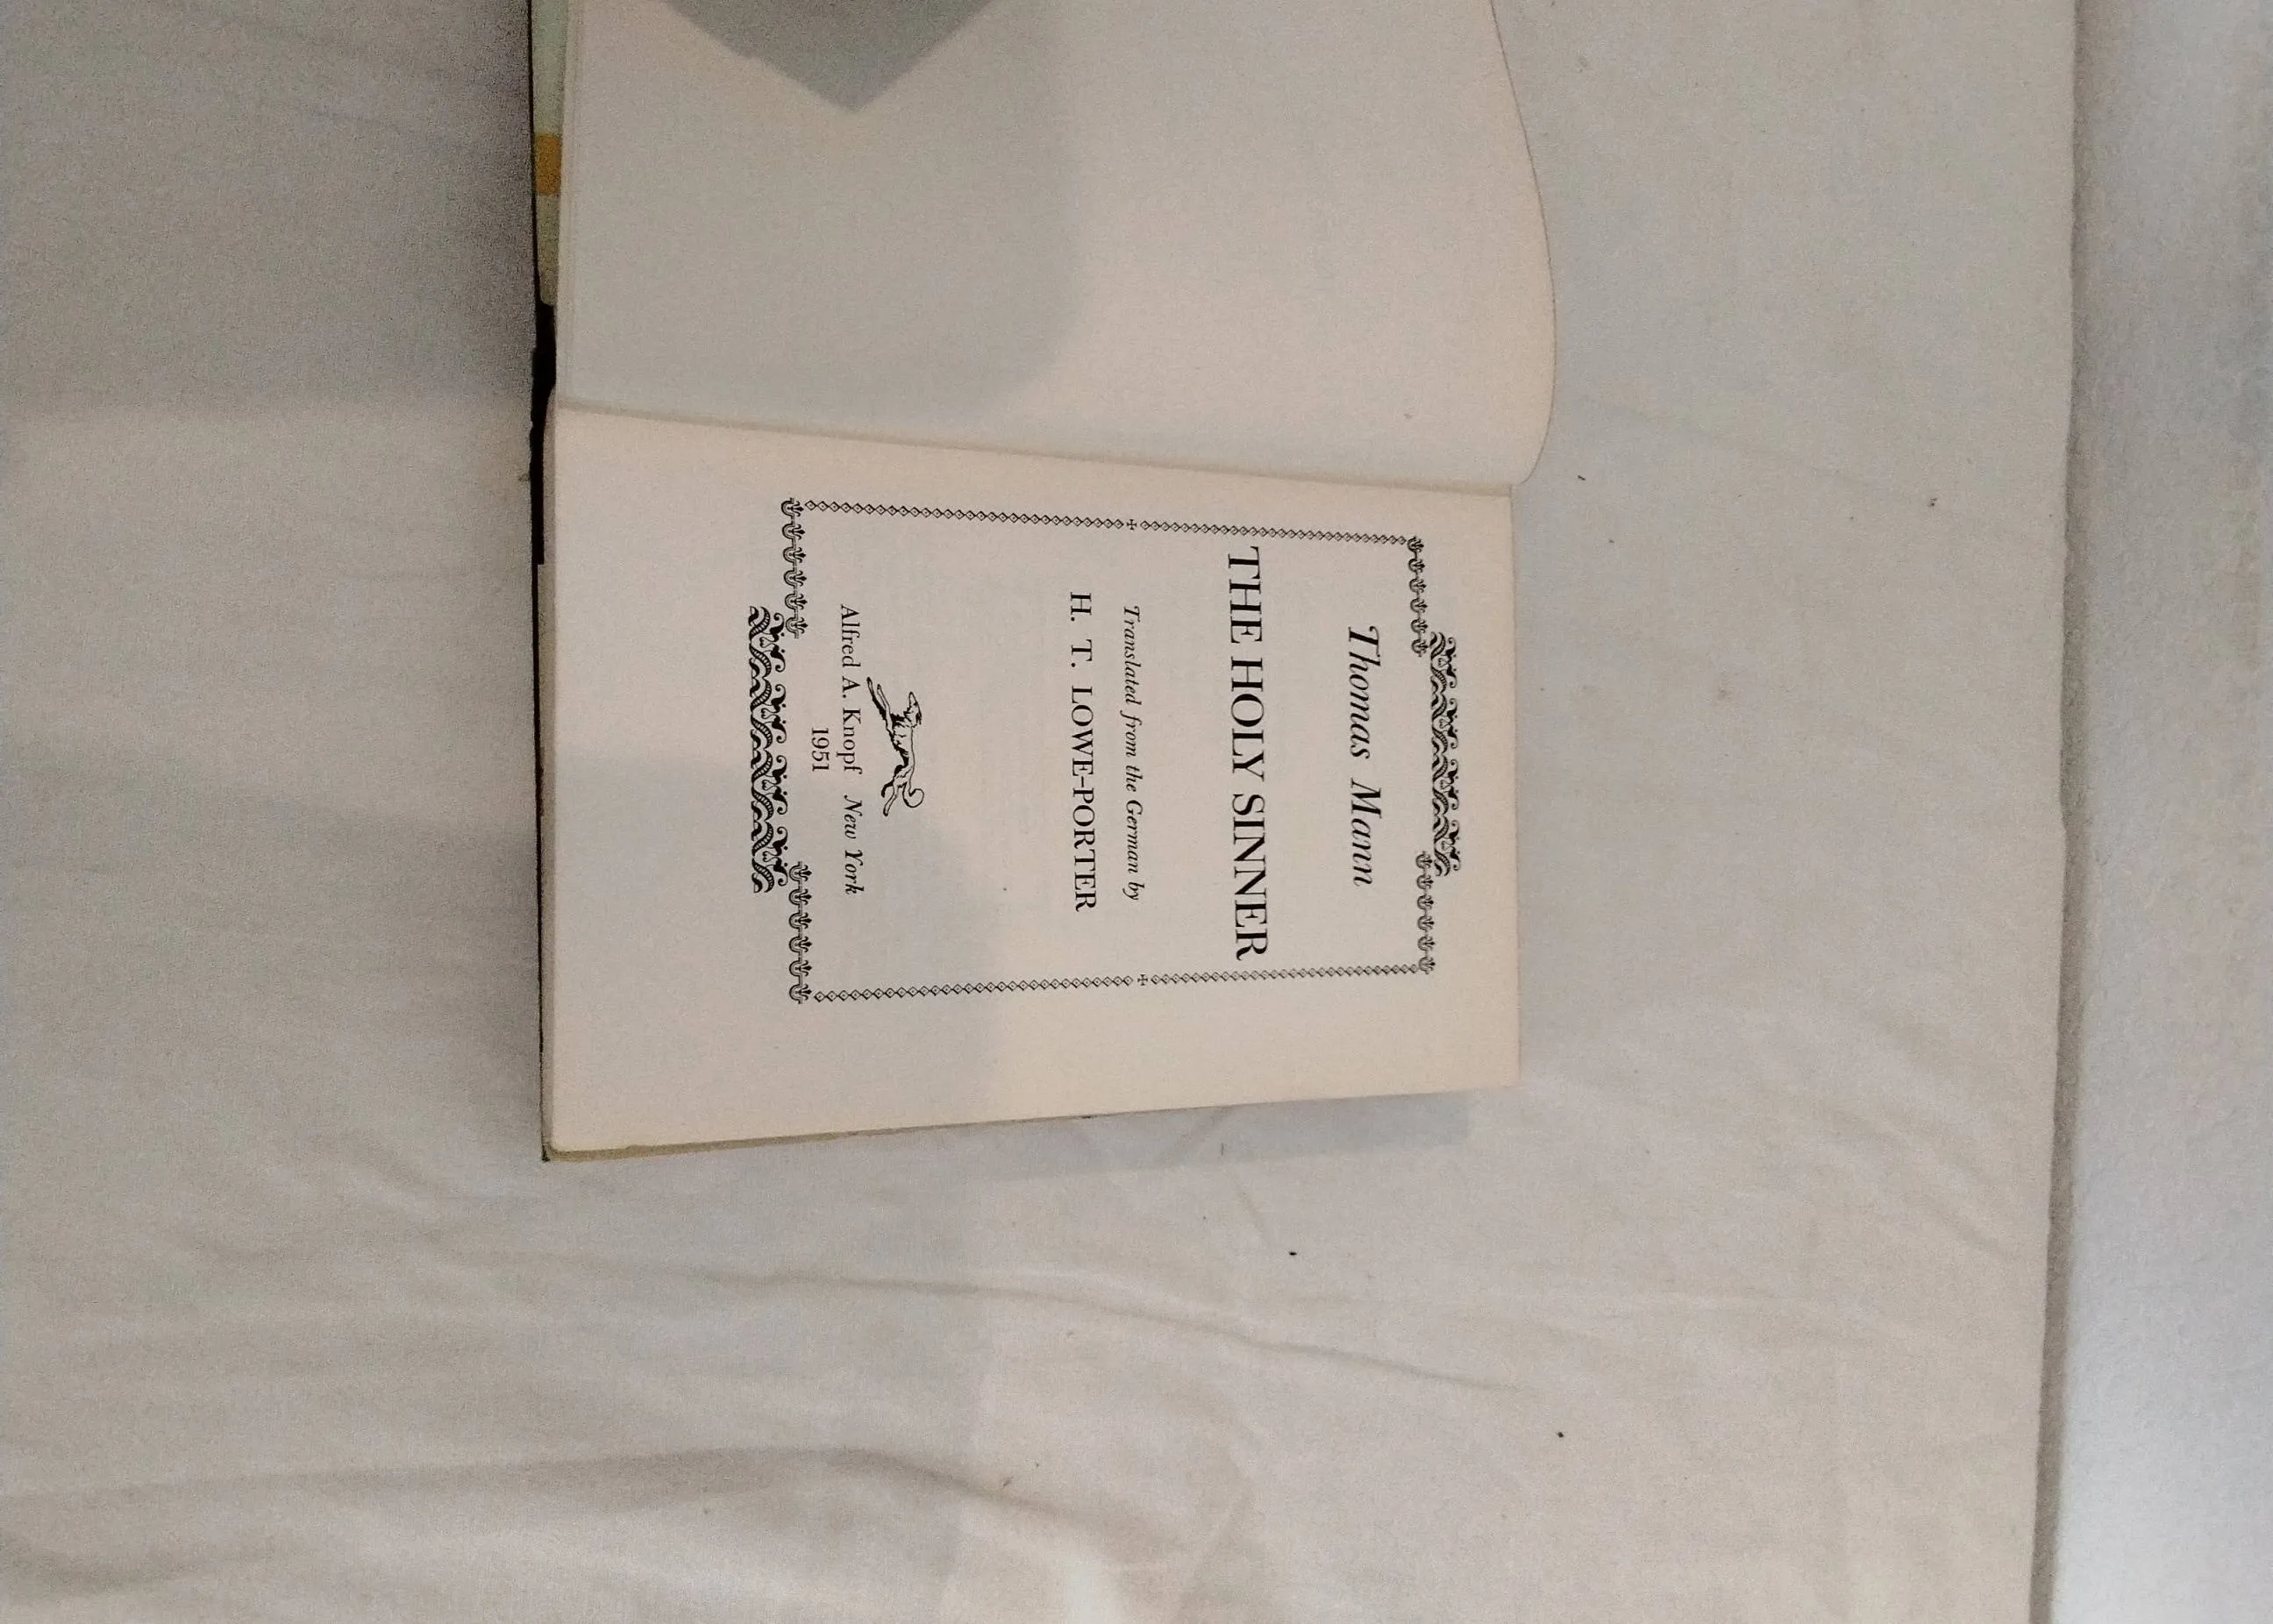 Thomas Mann
THE HOLY SINNER
Translated from the German by
H. T. LOWE-PORTER
Alfred A. Knopf New York
1951